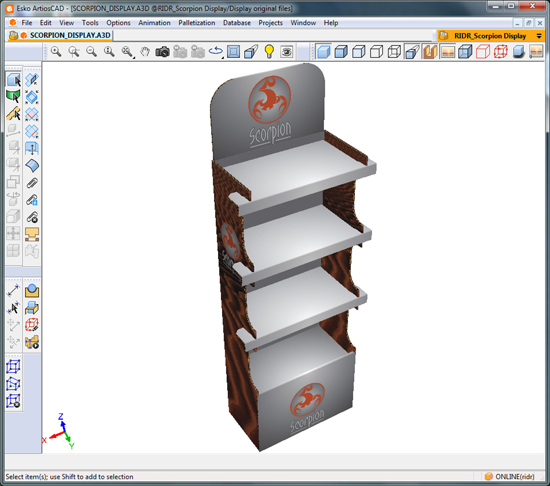 Esko ArtiosCAD - [SCORPION_DISPLAY.A3D @RIDR_Scorpion Display/Display original files]
File Edit View Tools Options Animation Palletization Database Projects Window Help
SCORPION_DISPLAY.A3D
RIDR_Scorpion Display
Scorpion
Scorpion
Z
X
Y
Select item(s); use Shift to add to selection
ONLINE(ridr)